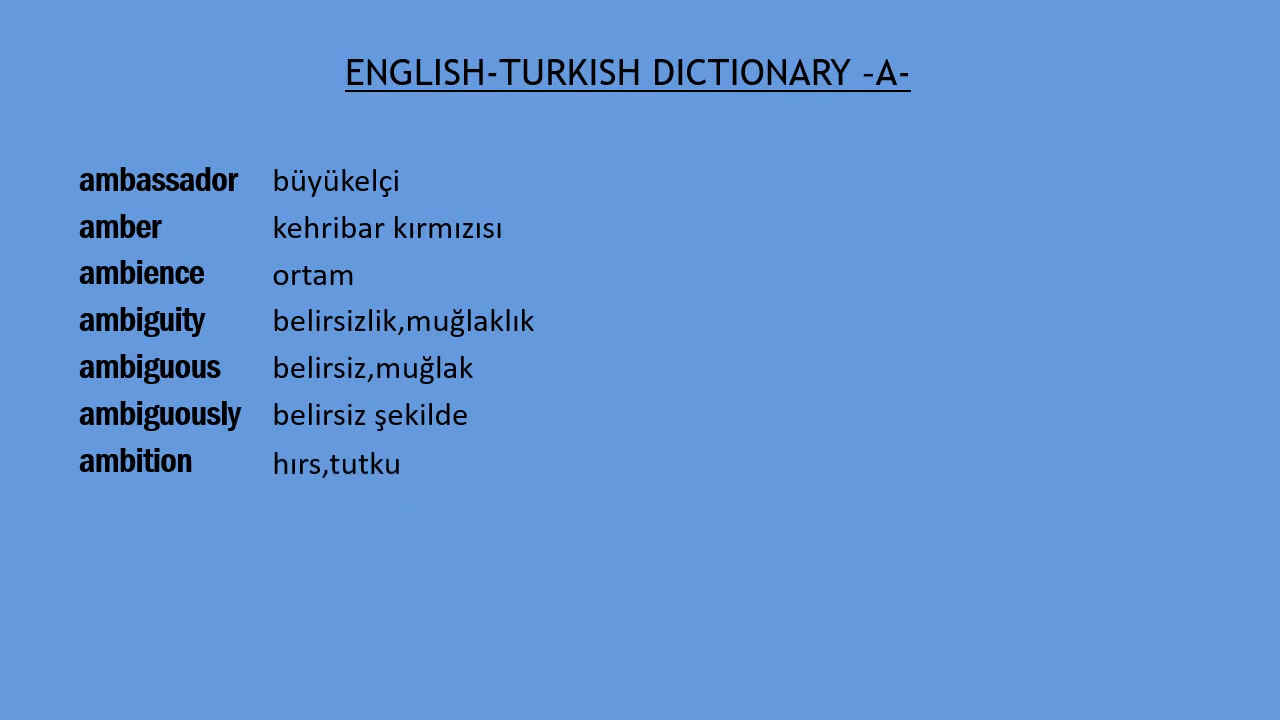 ENGLISH-TURKISH DICTIONARY –A-
ambassador büyükelçi
amber kehribar kırmızısı
ambience ortam
ambiguity belirsizlik,muğlaklık
ambiguous belirsiz,muğlak
ambiguously belirsiz şekilde
ambition hırs,tutku